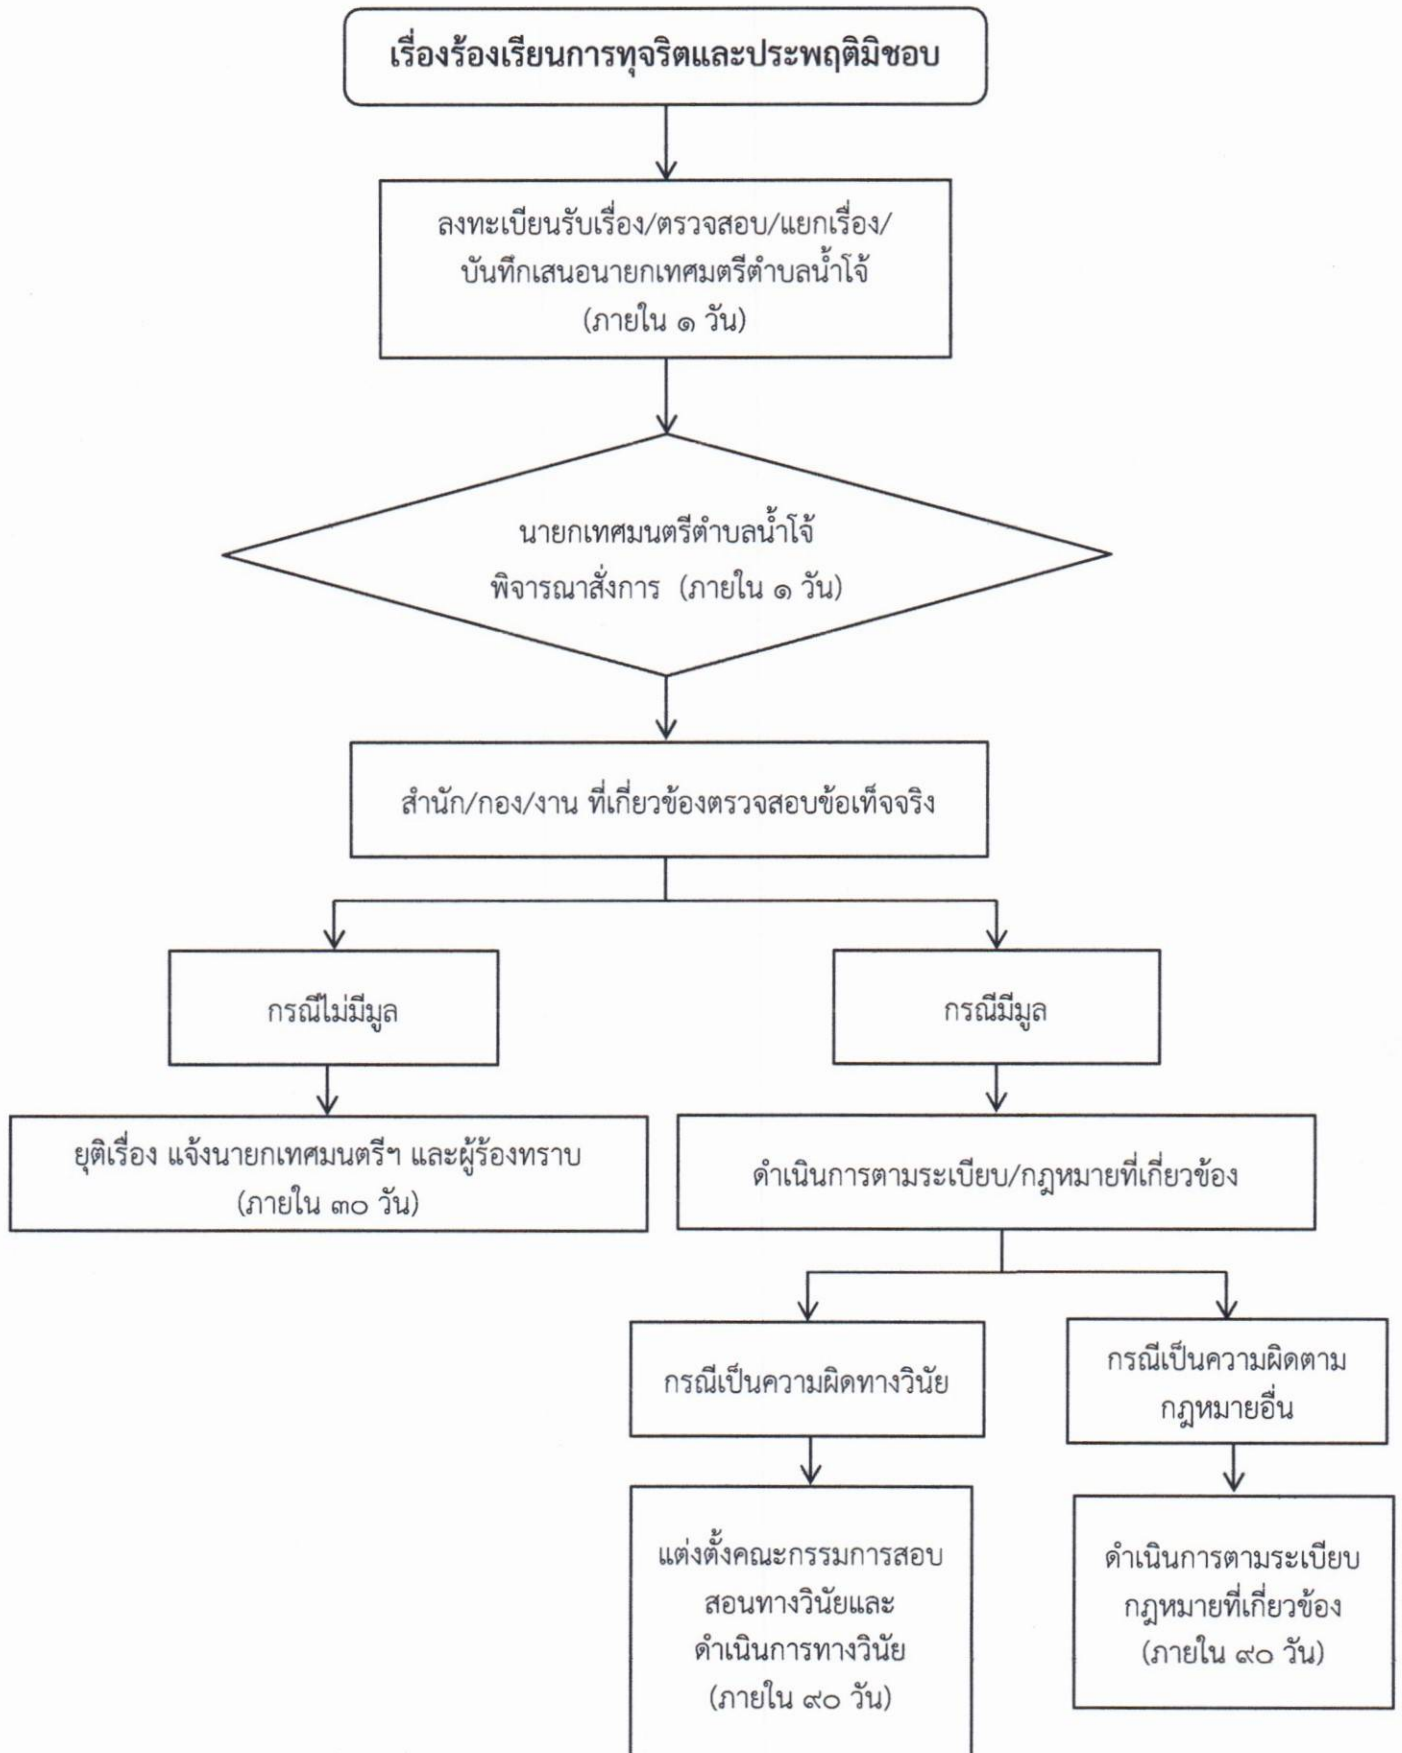 เรื่องร้องเรียนการทุจริตและประพฤติมิชอบ
ลงทะเบียนรับเรื่อง/ตรวจสอบ/แยกเรื่อง/
บันทึกเสนอนายกเทศมตรีตำบลน้ำโจ้
(ภายใน ๑ วัน)
นายกเทศมนตรีตำบลน้ำโจ้
พิจารณาสั่งการ (ภายใน ๑ วัน)
สำนัก/กอง/งาน ที่เกี่ยวข้องตรวจสอบข้อเท็จจริง
กรณีไม่มีมูล
กรณีมีมูล
ยุติเรื่อง แจ้งนายกเทศมนตรีฯ และผู้ร้องทราบ
(ภายใน ๓๐ วัน)
ดำเนินการตามระเบียบ/กฎหมายที่เกี่ยวข้อง
กรณีเป็นความผิดทางวินัย
กรณีเป็นความผิดตาม
กฎหมายอื่น
แต่งตั้งคณะกรรมการสอบ
สอนทางวินัยและ
ดำเนินการทางวินัย
(ภายใน ๙๐ วัน)
ดำเนินการตามระเบียบ
กฎหมายที่เกี่ยวข้อง
(ภายใน ๙๐ วัน)